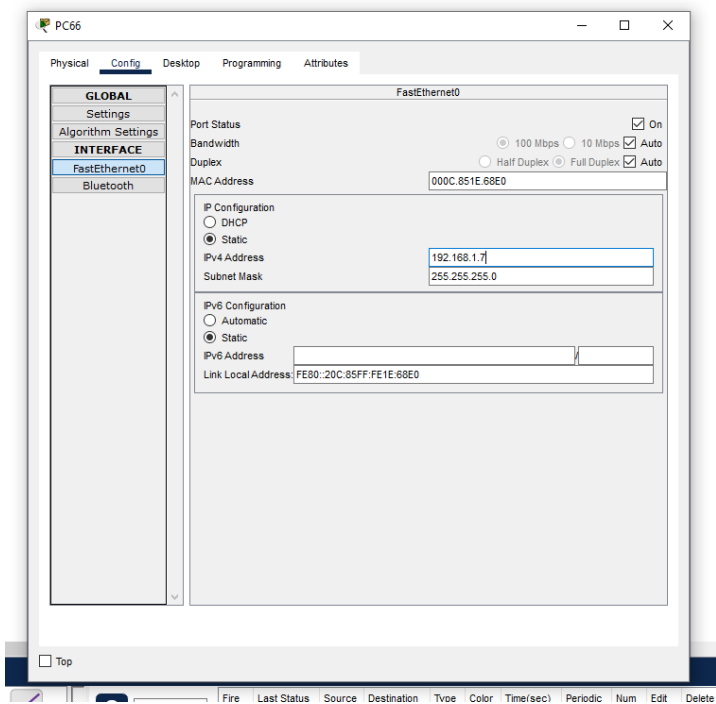 PC66
Physical Config Desktop Programming Attributes
GLOBAL
Settings
Algorithm Settings
INTERFACE
FastEthernet0
Bluetooth
FastEthernet0
Port Status On
Bandwidth 100 Mbps 10 Mbps Auto
Duplex Half Duplex Full Duplex Auto
MAC Address 000C.851E.68E0
IP Configuration
DHCP
Static
IPv4 Address 192.168.1.7
Subnet Mask 255.255.255.0
IPv6 Configuration
Automatic
Static
IPv6 Address /
Link Local Address: FE80::20C:85FF:FE1E:68E0
Top
Fire Last Status Source Destination Type Color Time(sec) Periodic Num Edit Delete